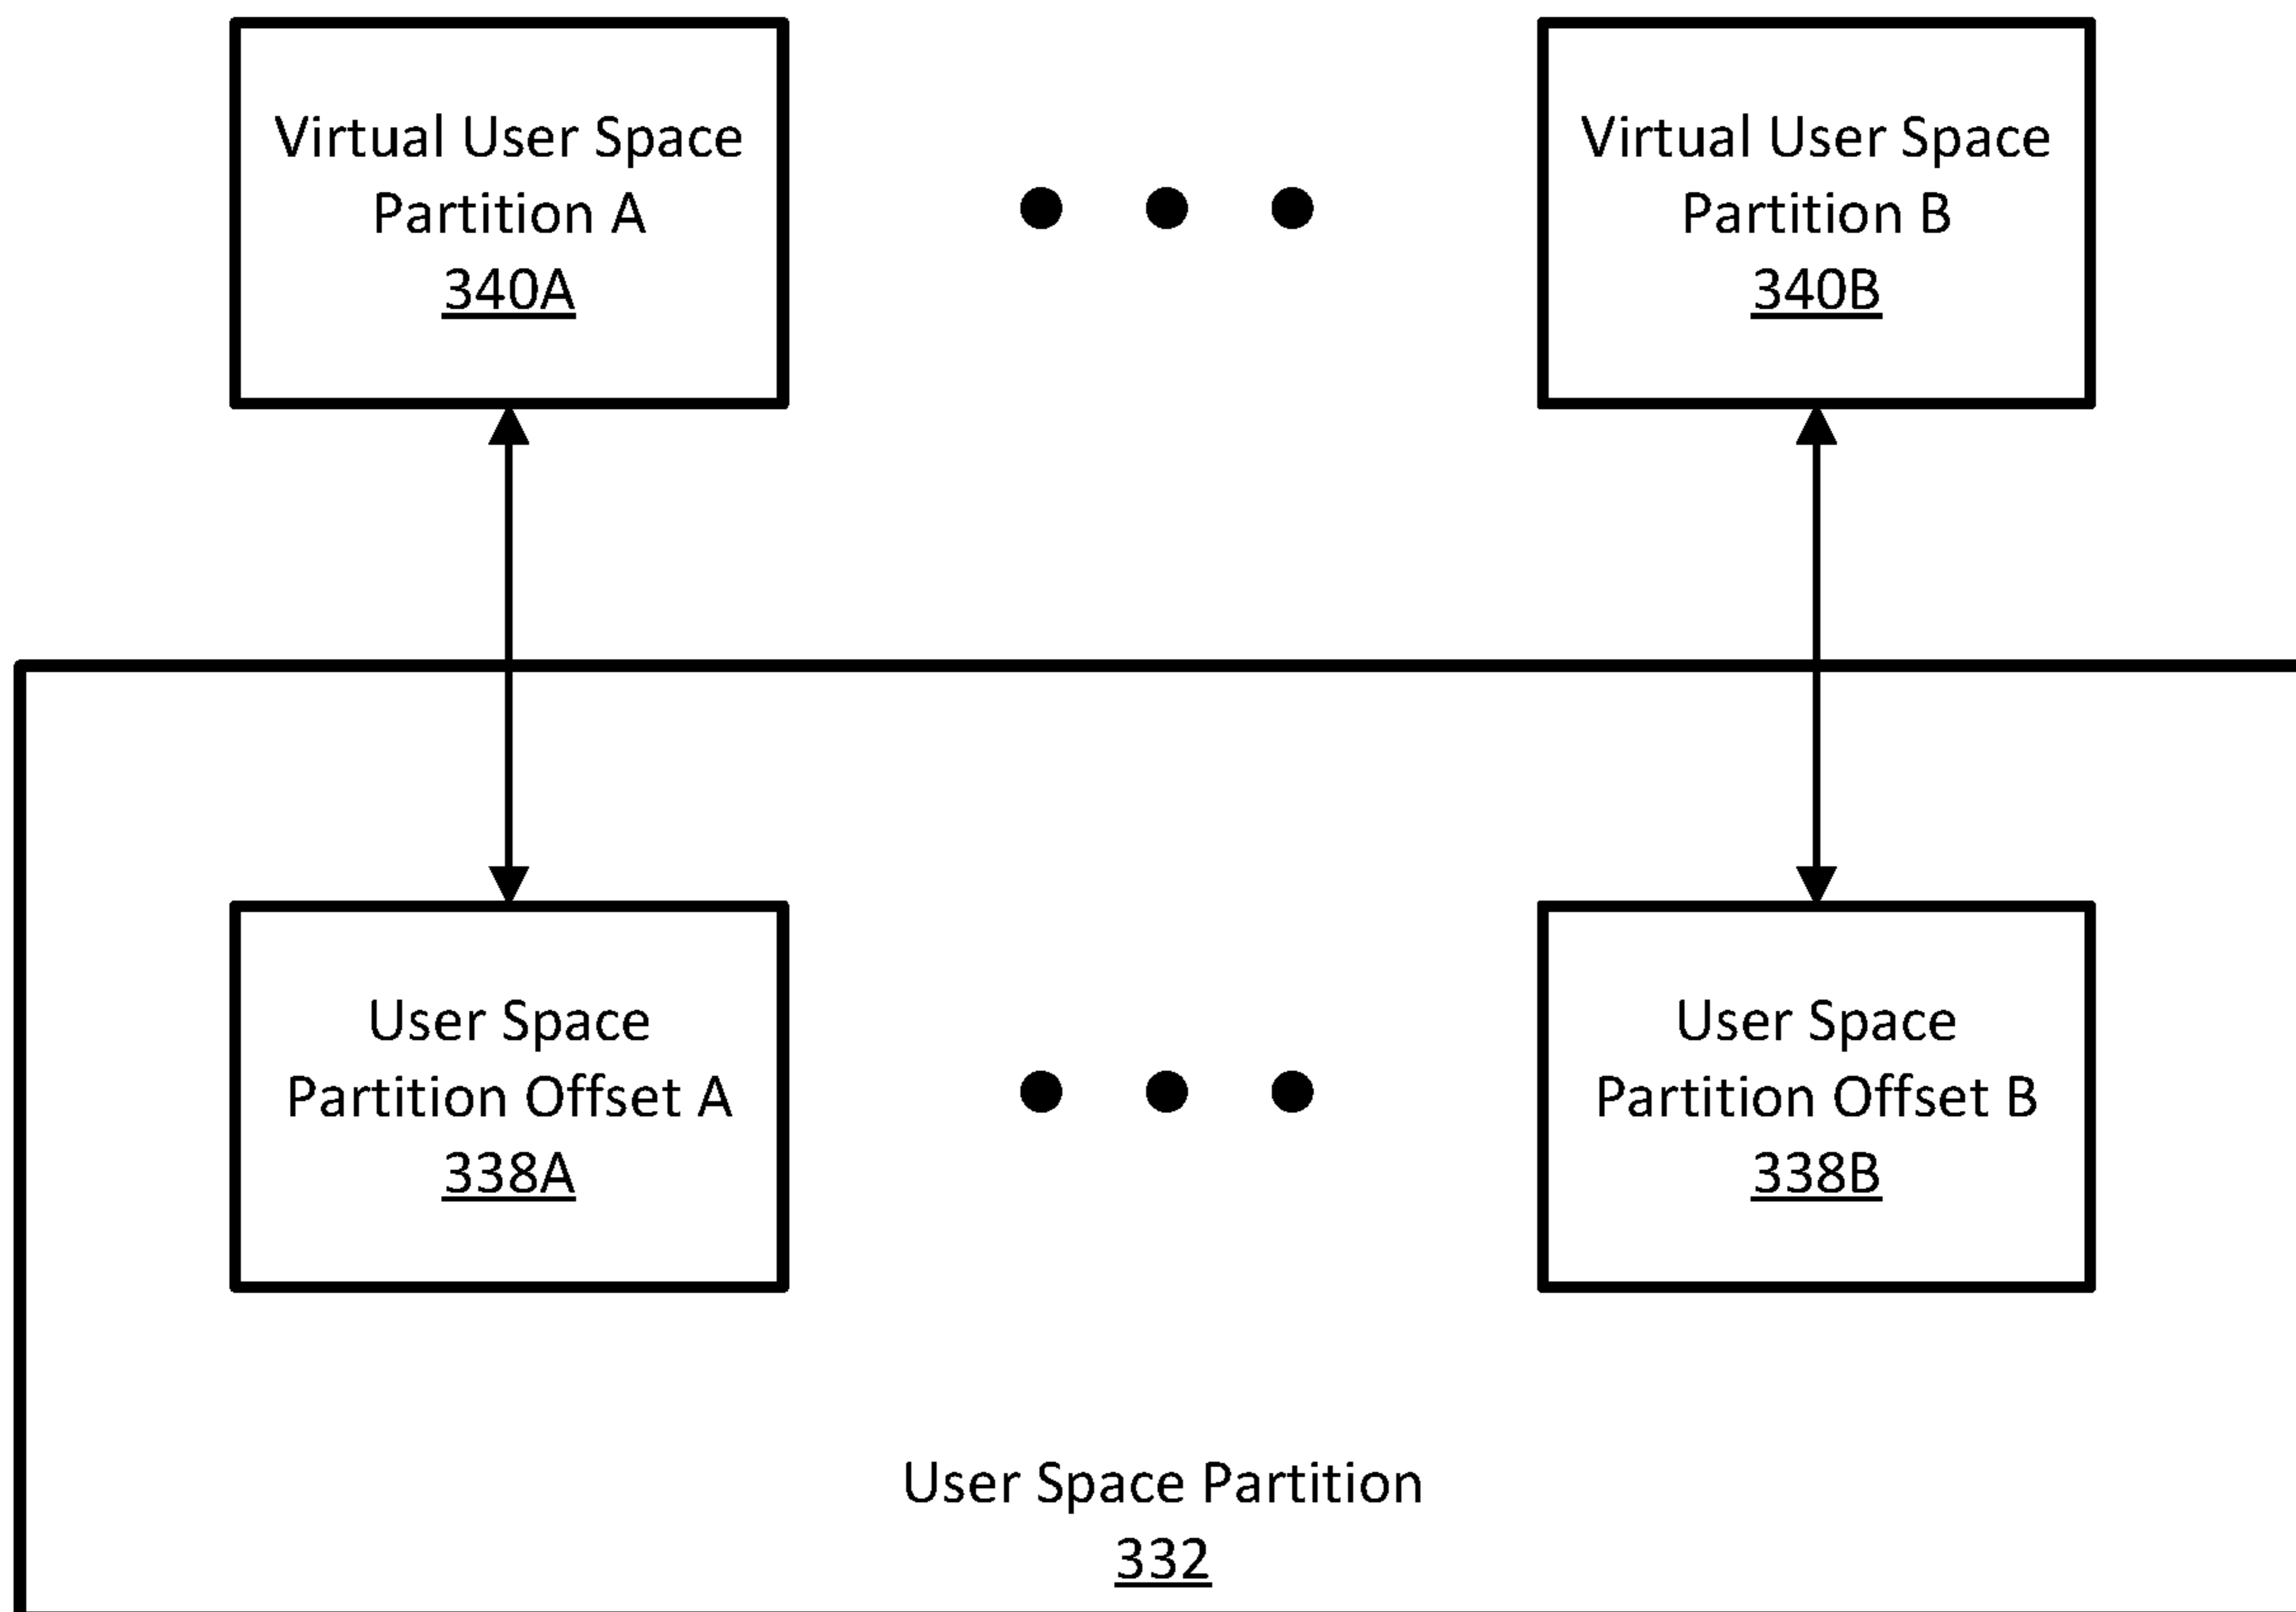 Virtual User Space
Partition A
340A
Virtual User Space
Partition B
340B
User Space
Partition Offset A
338A
User Space
Partition Offset B
338B
User Space Partition
332